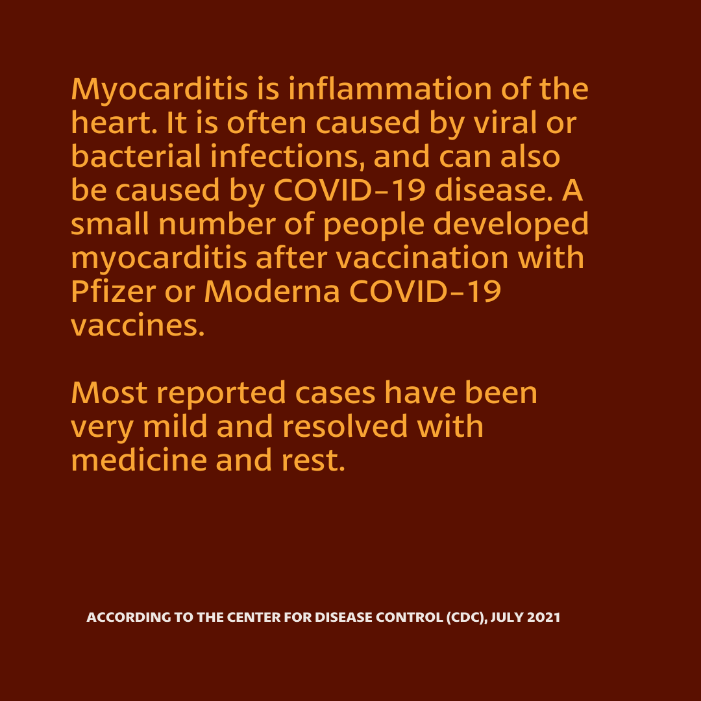 Myocarditis is inflammation of the
heart. It is often caused by viral or
bacterial infections, and can also
be caused by COVID–19 disease. A
small number of people developed
myocarditis after vaccination with
Pfizer or Moderna COVID–19
vaccines.
Most reported cases have been
very mild and resolved with
medicine and rest.
ACCORDING TO THE CENTER FOR DISEASE CONTROL (CDC), JULY 2021